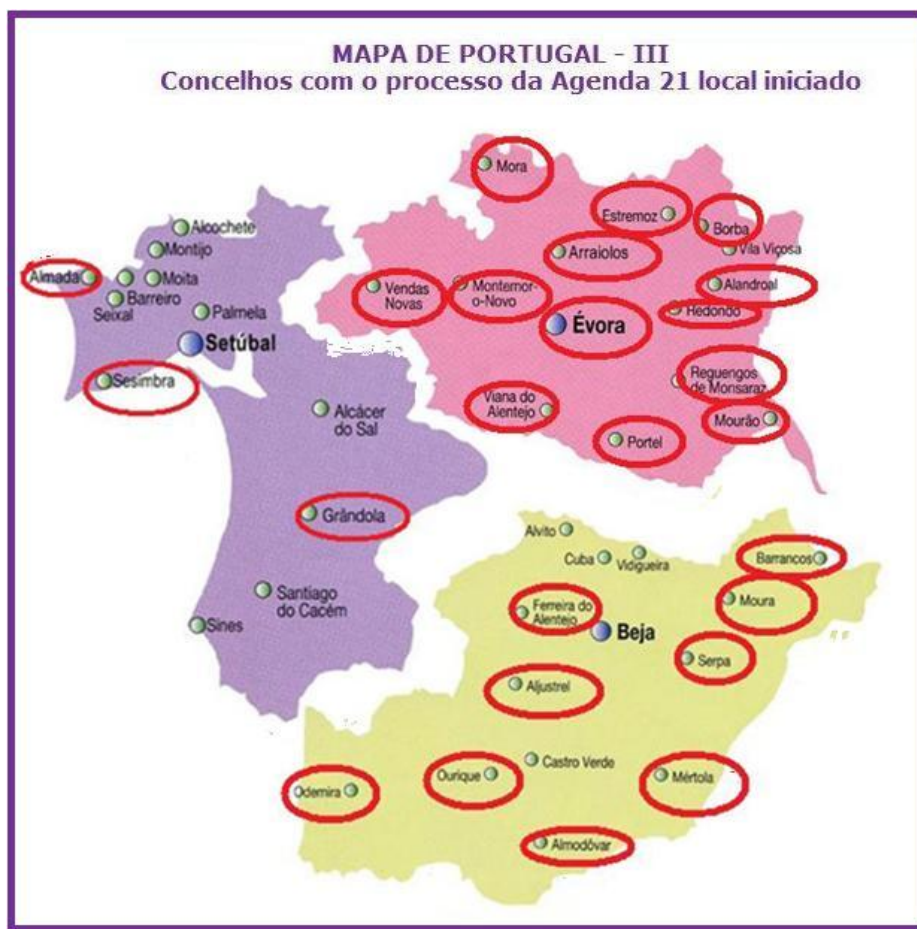 MAPA DE PORTUGAL - III
Concelhos com o processo da Agenda 21 local iniciado
Mora
Estremoz
Borba
Arraiolos
Vila Viçosa
Vendas
Novas
Montemor-
o-Novo
Alandroal
Redondo
Évora
Reguengos
de Monsaraz
Viana do
Alentejo
Mourão
Portel
Alcochete
Montijo
Almada
Moita
Barreiro
Seixal
Palmela
Setúbal
Sesimbra
Alcácer
do Sal
Grândola
Santiago
do Cacém
Sines
Alvito
Cuba
Vidigueira
Barrancos
Ferreira do
Alentejo
Moura
Beja
Serpa
Aljustrel
Castro Verde
Ourique
Mértola
Odemira
Almodôvar